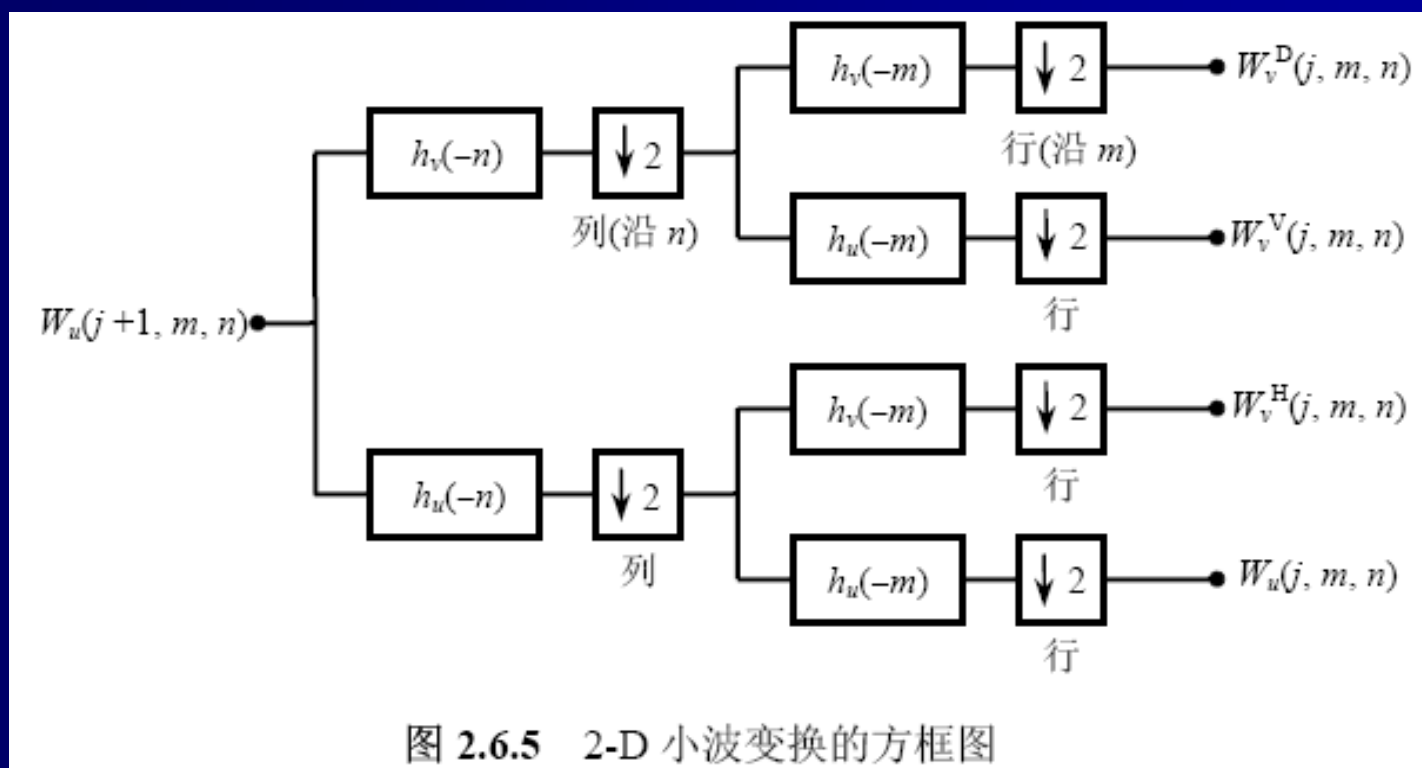 h_v(–m) ↓ 2 W_v^D(j, m, n)
行(沿 m)
h_v(–n) ↓ 2
列(沿 n)
h_u(–m) ↓ 2 W_v^V(j, m, n)
行
W_u(j +1, m, n)
h_v(–m) ↓ 2 W_v^H(j, m, n)
行
h_u(–n) ↓ 2
列
h_u(–m) ↓ 2 W_u(j, m, n)
行
图 2.6.5 2-D 小波变换的方框图